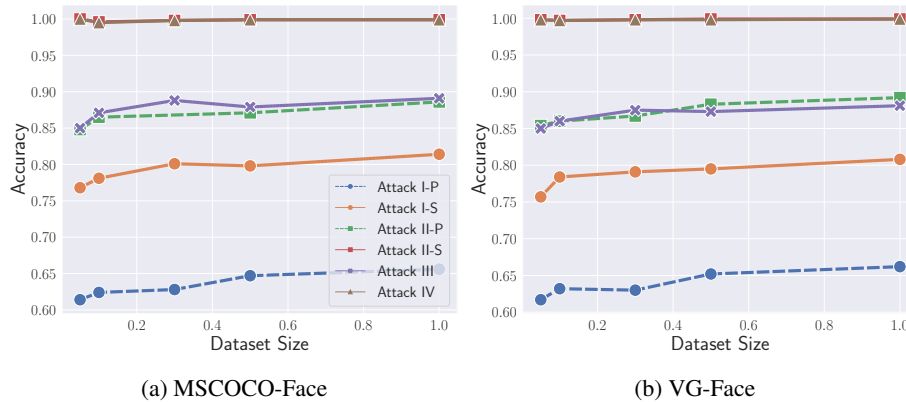 1.00
0.95
0.90
0.85
0.80
0.75
0.70
0.65
0.60
Accuracy
0.2
0.4
0.6
0.8
1.0
Dataset Size
Attack I-P
Attack I-S
Attack II-P
Attack II-S
Attack III
Attack IV
(a) MSCOCO-Face
1.00
0.95
0.90
0.85
0.80
0.75
0.70
0.65
0.60
Accuracy
0.2
0.4
0.6
0.8
1.0
Dataset Size
(b) VG-Face